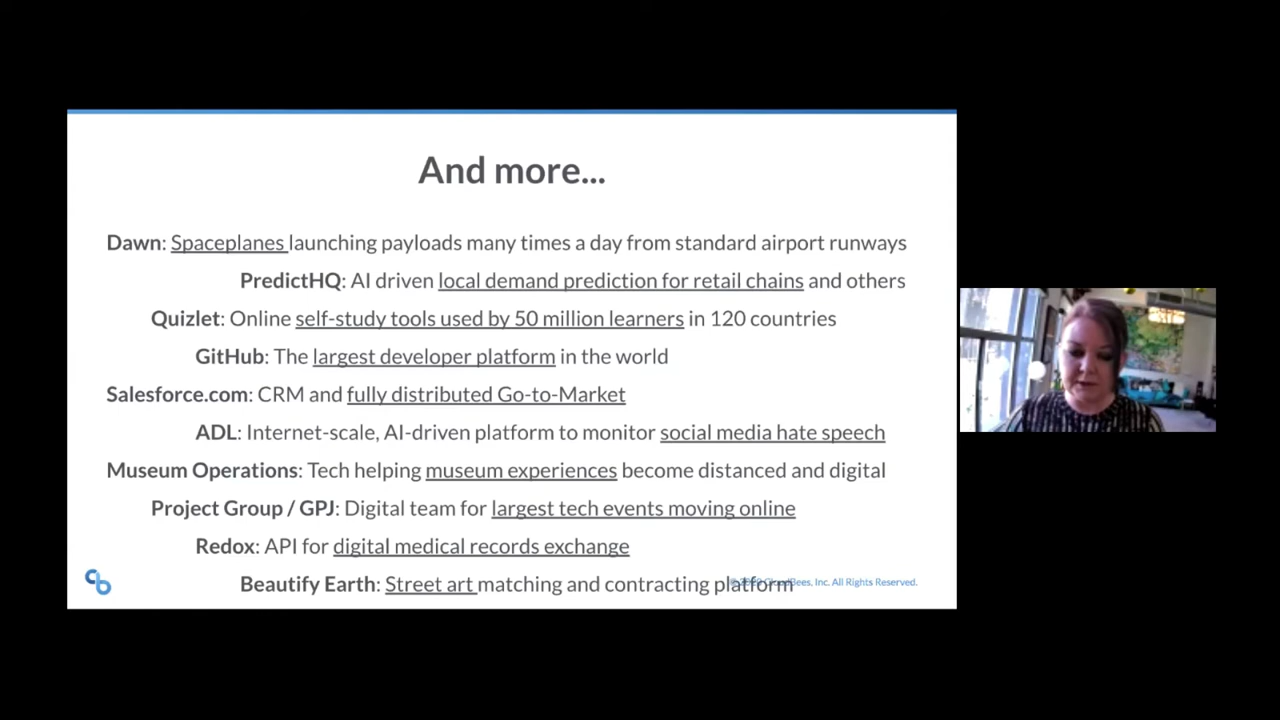 And more...
Dawn: Spaceplanes launching payloads many times a day from standard airport runways
PredictHQ: AI driven local demand prediction for retail chains and others
Quizlet: Online self-study tools used by 50 million learners in 120 countries
GitHub: The largest developer platform in the world
Salesforce.com: CRM and fully distributed Go-to-Market
ADL: Internet-scale, AI-driven platform to monitor social media hate speech
Museum Operations: Tech helping museum experiences become distanced and digital
Project Group / GPJ: Digital team for largest tech events moving online
Redox: API for digital medical records exchange
Beautify Earth: Street art matching and contracting platform
Inc. All Rights Reserved.